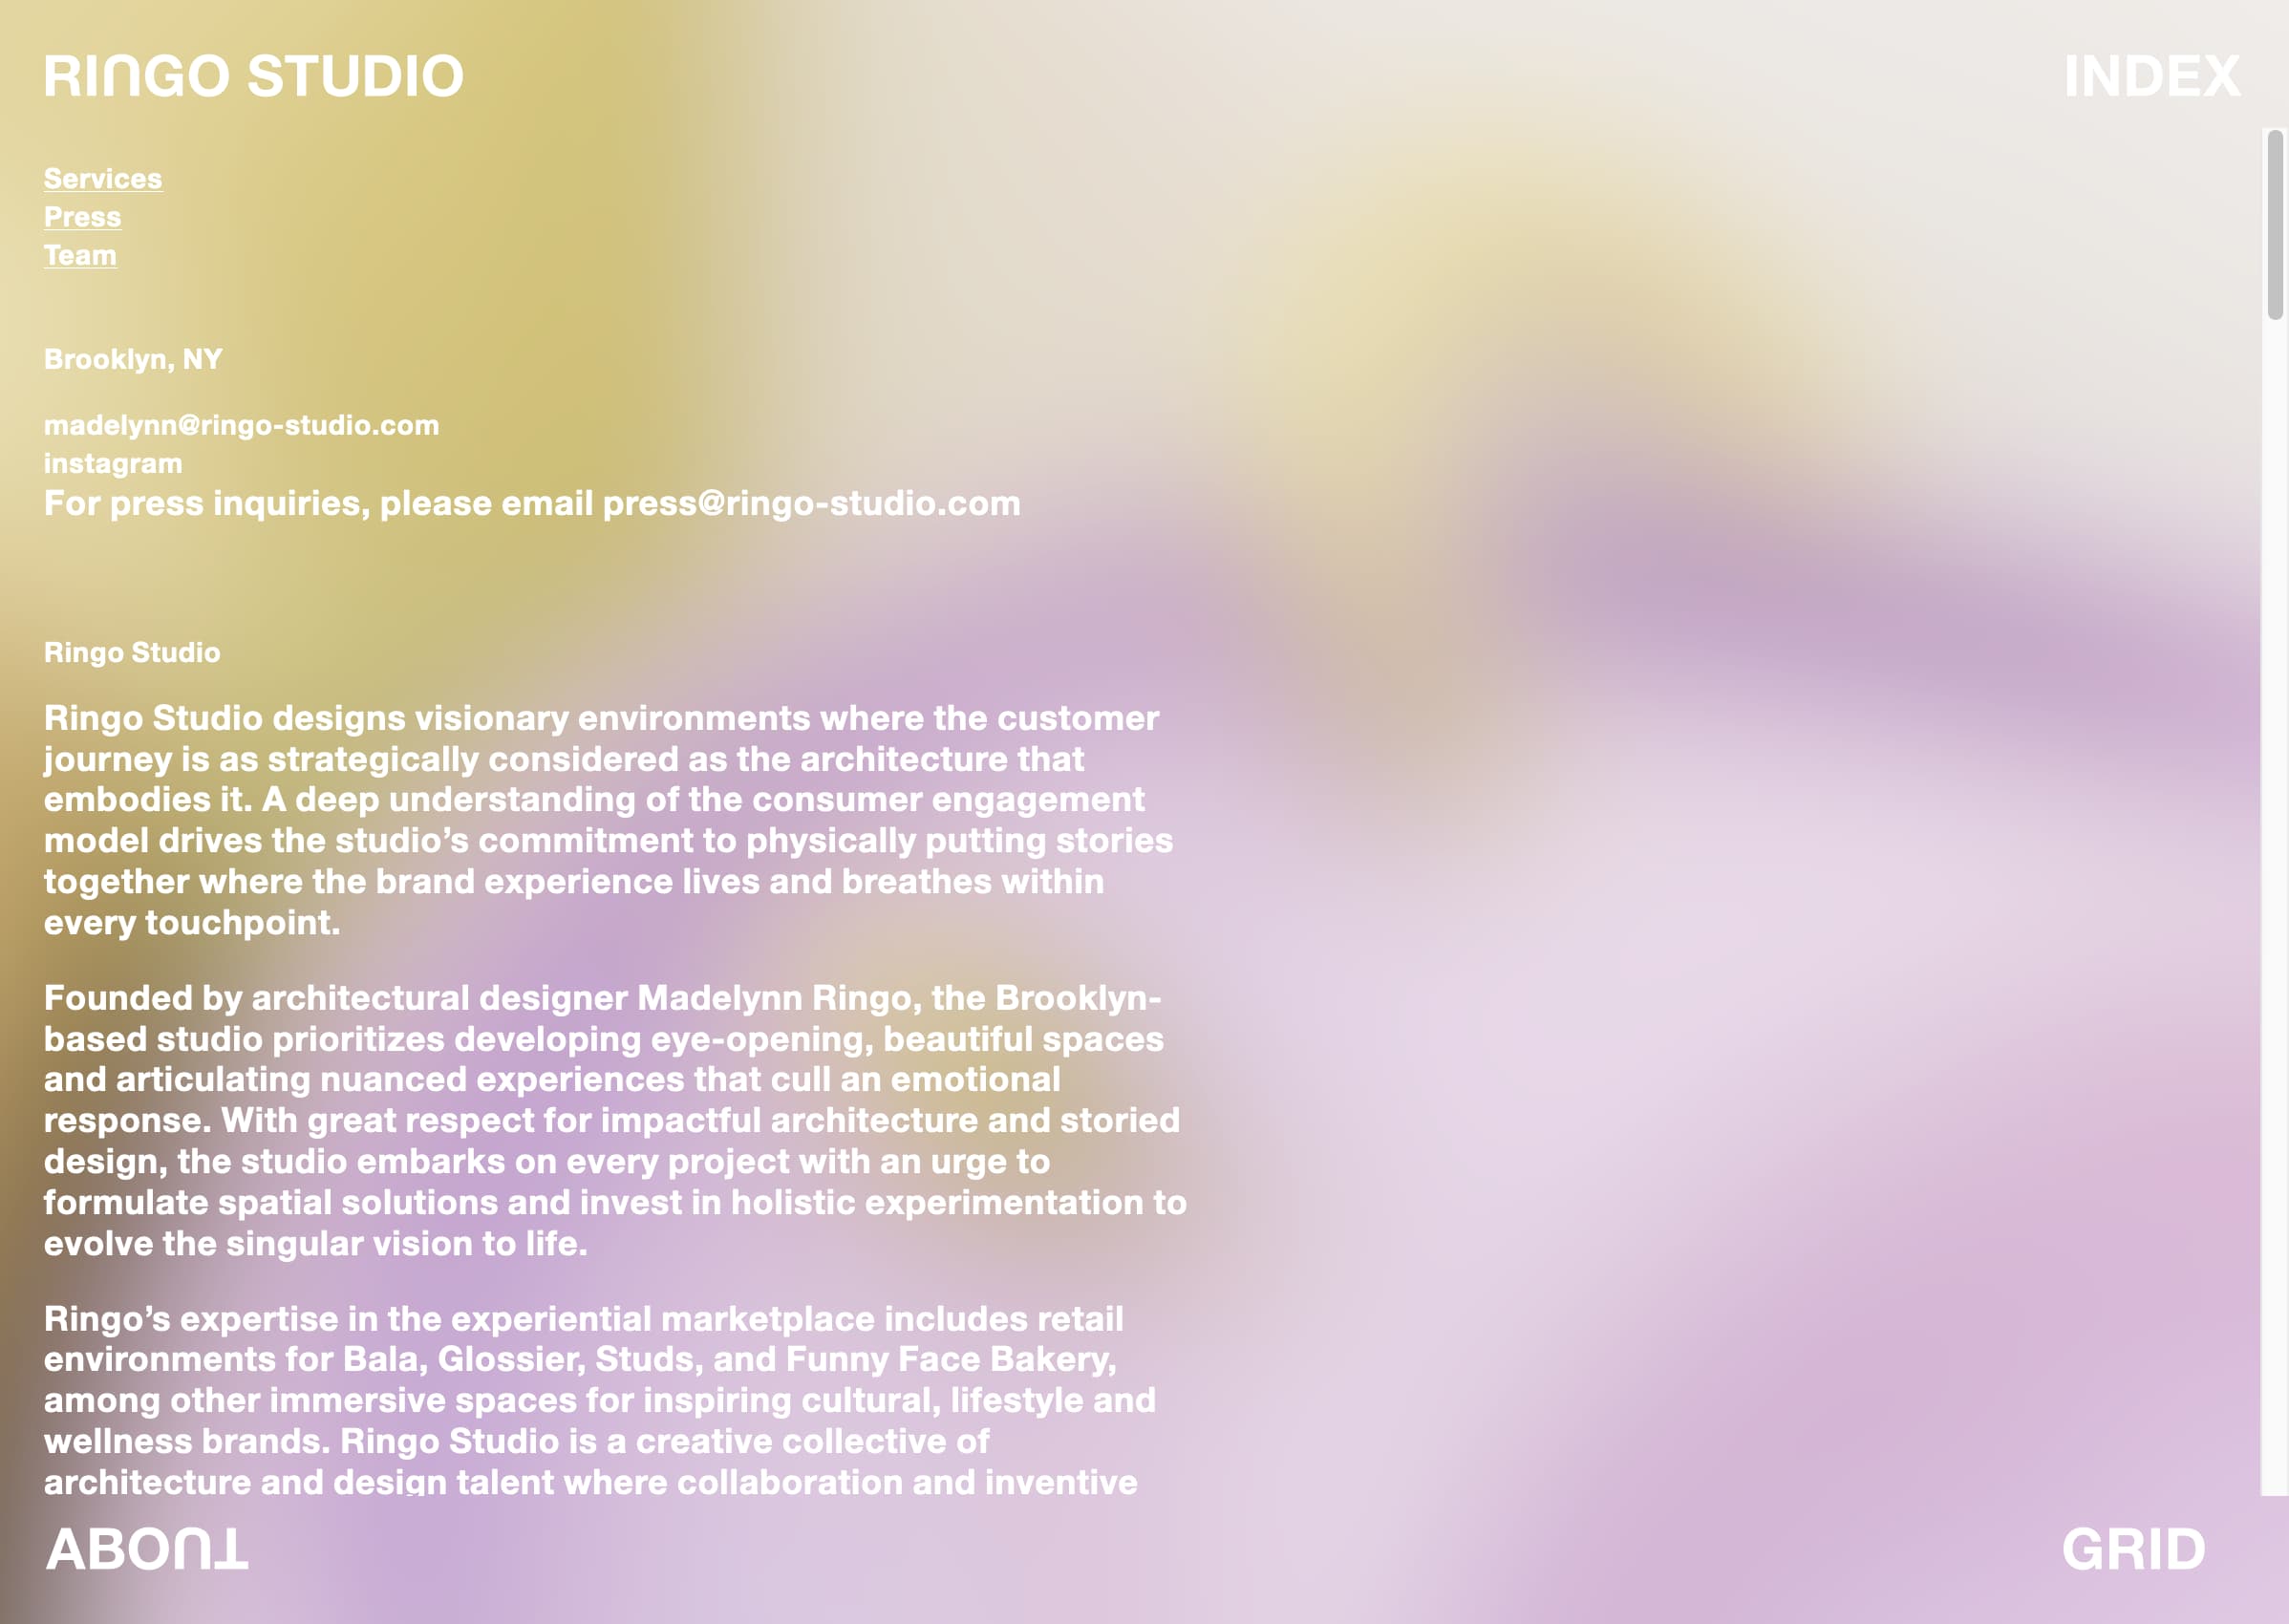 RINGO STUDIO
INDEX
Services
Press
Team
Brooklyn, NY
madelynn@ringo-studio.com
instagram
For press inquiries, please email press@ringo-studio.com
Ringo Studio
Ringo Studio designs visionary environments where the customer
journey is as strategically considered as the architecture that
embodies it. A deep understanding of the consumer engagement
model drives the studio’s commitment to physically putting stories
together where the brand experience lives and breathes within
every touchpoint.
Founded by architectural designer Madelynn Ringo, the Brooklyn-
based studio prioritizes developing eye-opening, beautiful spaces
and articulating nuanced experiences that cull an emotional
response. With great respect for impactful architecture and storied
design, the studio embarks on every project with an urge to
formulate spatial solutions and invest in holistic experimentation to
evolve the singular vision to life.
Ringo’s expertise in the experiential marketplace includes retail
environments for Bala, Glossier, Studs, and Funny Face Bakery,
among other immersive spaces for inspiring cultural, lifestyle and
wellness brands. Ringo Studio is a creative collective of
architecture and design talent where collaboration and inventive
ABOUT
GRID